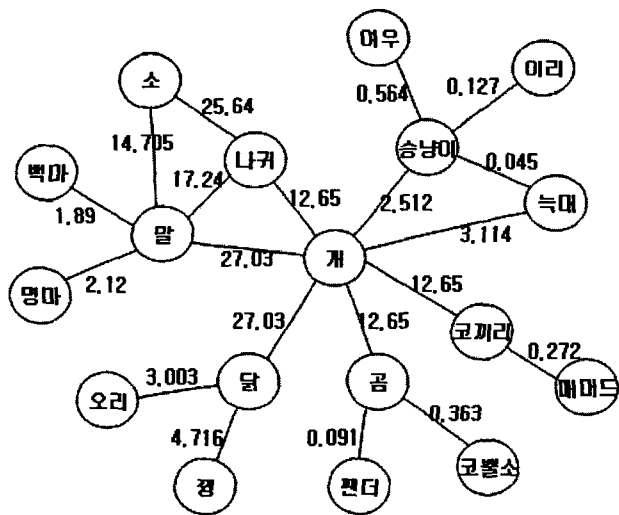 여우
이리
소
0.127
0.564
25.64
14.705
나귀
승냥이
백마
17.24
0.045
12.65
2.512
늑대
1.89
말
3.114
27.03
개
명마
2.12
12.65
27.03
12.65
코끼리
0.272
3.003
닭
곰
매머드
오리
0.363
4.716
0.091
코뿔소
꿩
펜더